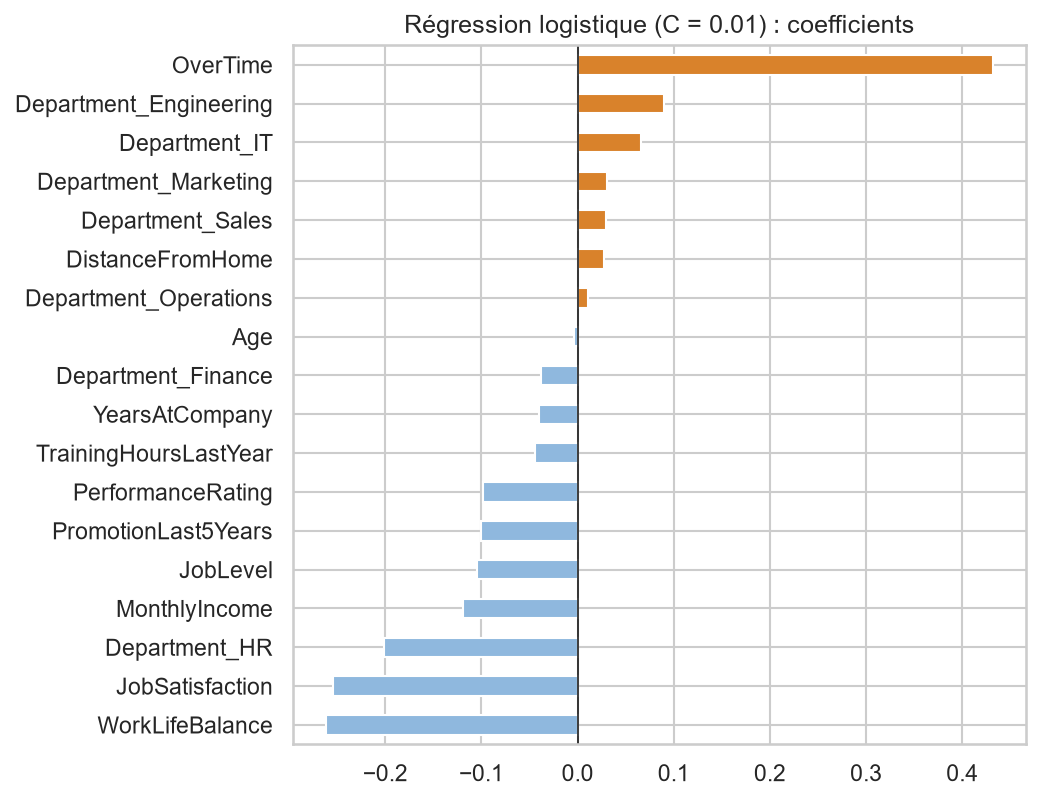 Régression logistique (C = 0.01) : coefficients
OverTime
Department_Engineering
Department_IT
Department_Marketing
Department_Sales
DistanceFromHome
Department_Operations
Age
Department_Finance
YearsAtCompany
TrainingHoursLastYear
PerformanceRating
PromotionLast5Years
JobLevel
MonthlyIncome
Department_HR
JobSatisfaction
WorkLifeBalance
−0.2 −0.1 0.0 0.1 0.2 0.3 0.4